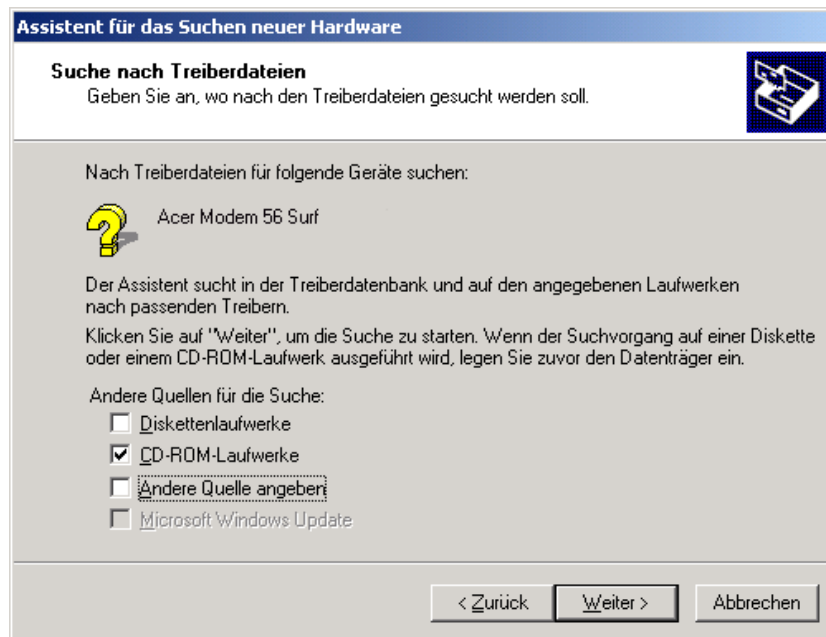 Assistent für das Suchen neuer Hardware
Suche nach Treiberdateien
Geben Sie an, wo nach den Treiberdateien gesucht werden soll.
Nach Treiberdateien für folgende Geräte suchen:
Acer Modem 56 Surf
Der Assistent sucht in der Treiberdatenbank und auf den angegebenen Laufwerken
nach passenden Treibern.
Klicken Sie auf "Weiter", um die Suche zu starten. Wenn der Suchvorgang auf einer Diskette
oder einem CD-ROM-Laufwerk ausgeführt wird, legen Sie zuvor den Datenträger ein.
Andere Quellen für die Suche:
Diskettenlaufwerke
CD-ROM-Laufwerke
Andere Quelle angeben
Microsoft Windows Update
< Zurück Weiter > Abbrechen